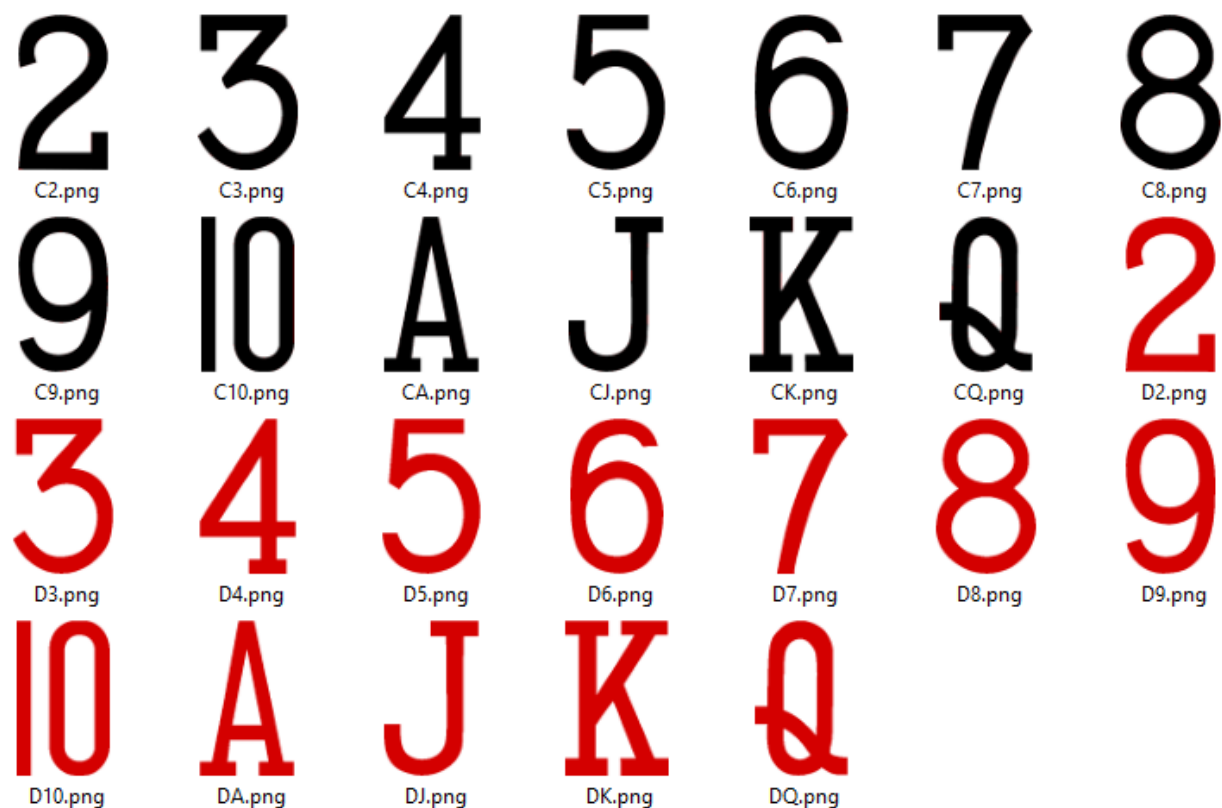 2 3 4 5 6 7 8
C2.png C3.png C4.png C5.png C6.png C7.png C8.png
9 10 A J K Q 2
C9.png C10.png CA.png CJ.png CK.png CQ.png D2.png
3 4 5 6 7 8 9
D3.png D4.png D5.png D6.png D7.png D8.png D9.png
10 A J K Q
D10.png DA.png DJ.png DK.png DQ.png